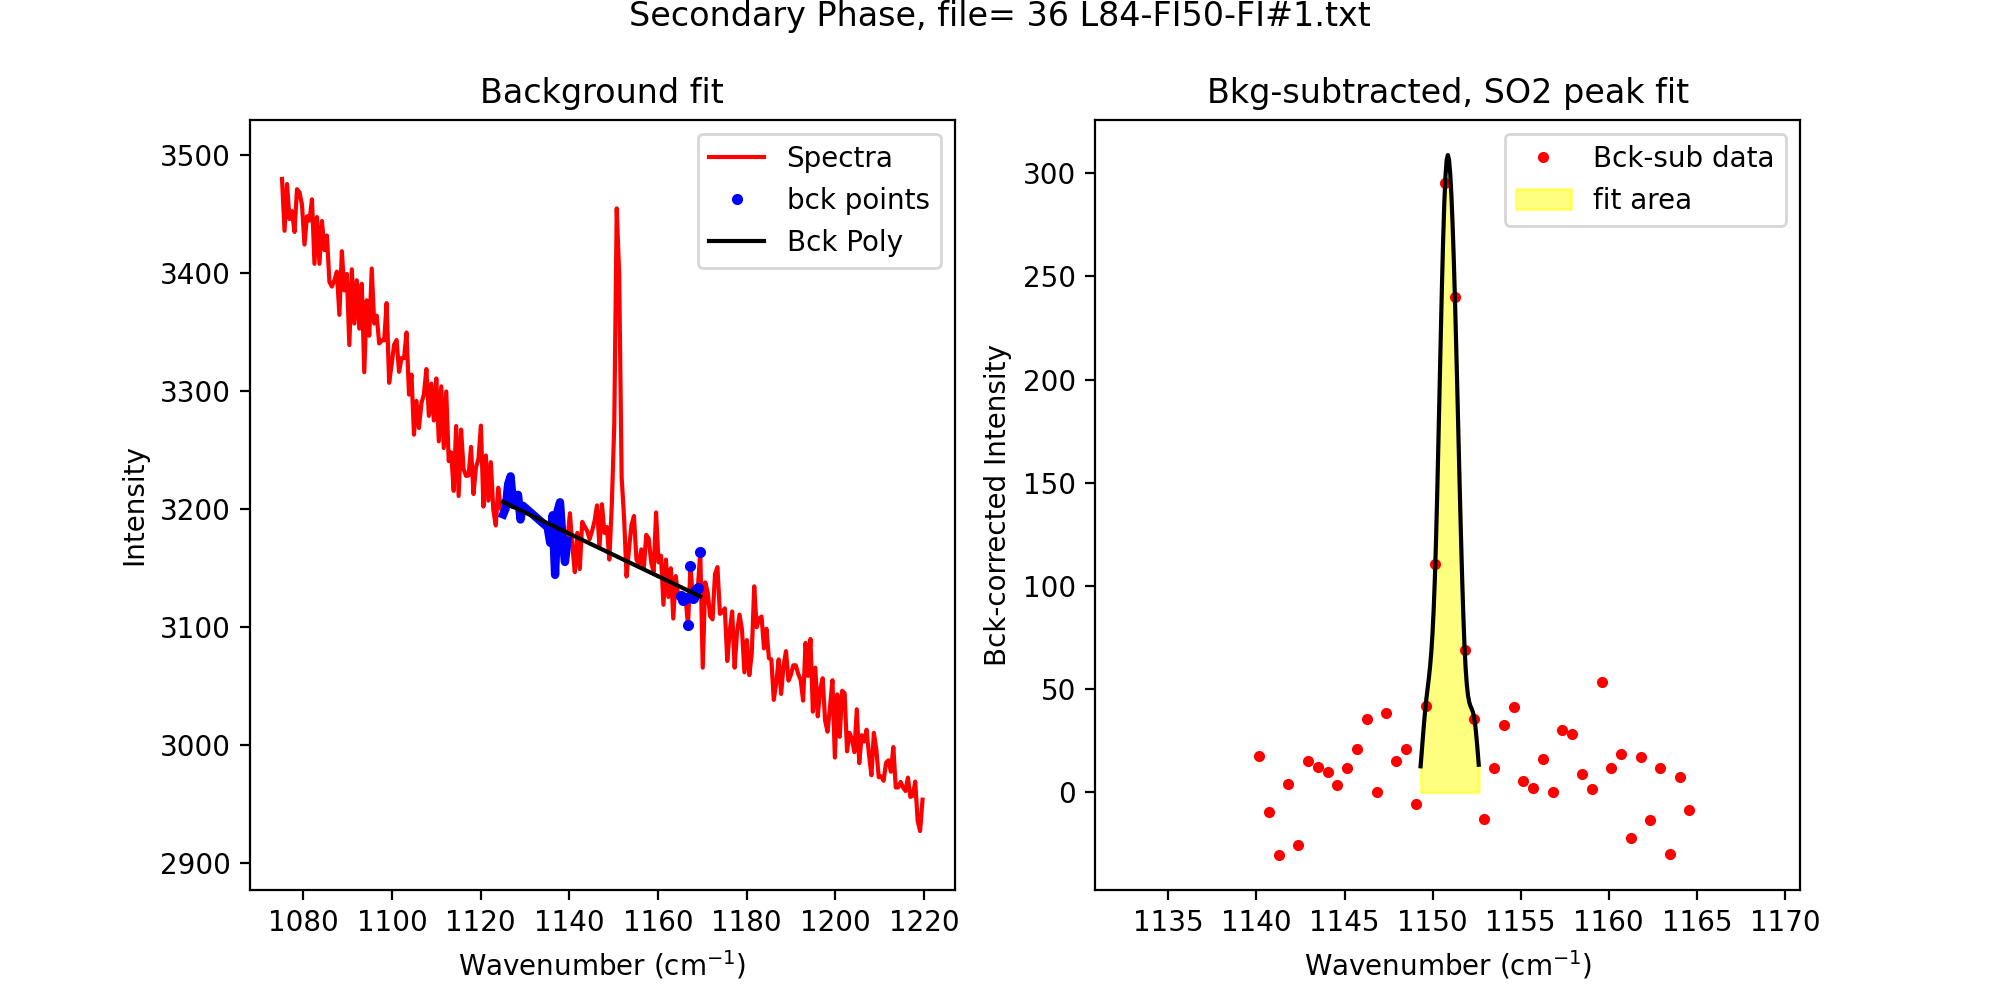 Secondary Phase, file= 36 L84-FI50-FI#1.txt
Background fit
3500
3400
3300
3200
3100
3000
2900
Intensity
Spectra
bck points
Bck Poly
1080 1100 1120 1140 1160 1180 1200 1220
Wavenumber (cm⁻¹)
Bkg-subtracted, SO2 peak fit
300
250
200
150
100
50
0
Bck-corrected Intensity
Bck-sub data
fit area
1135 1140 1145 1150 1155 1160 1165 1170
Wavenumber (cm⁻¹)